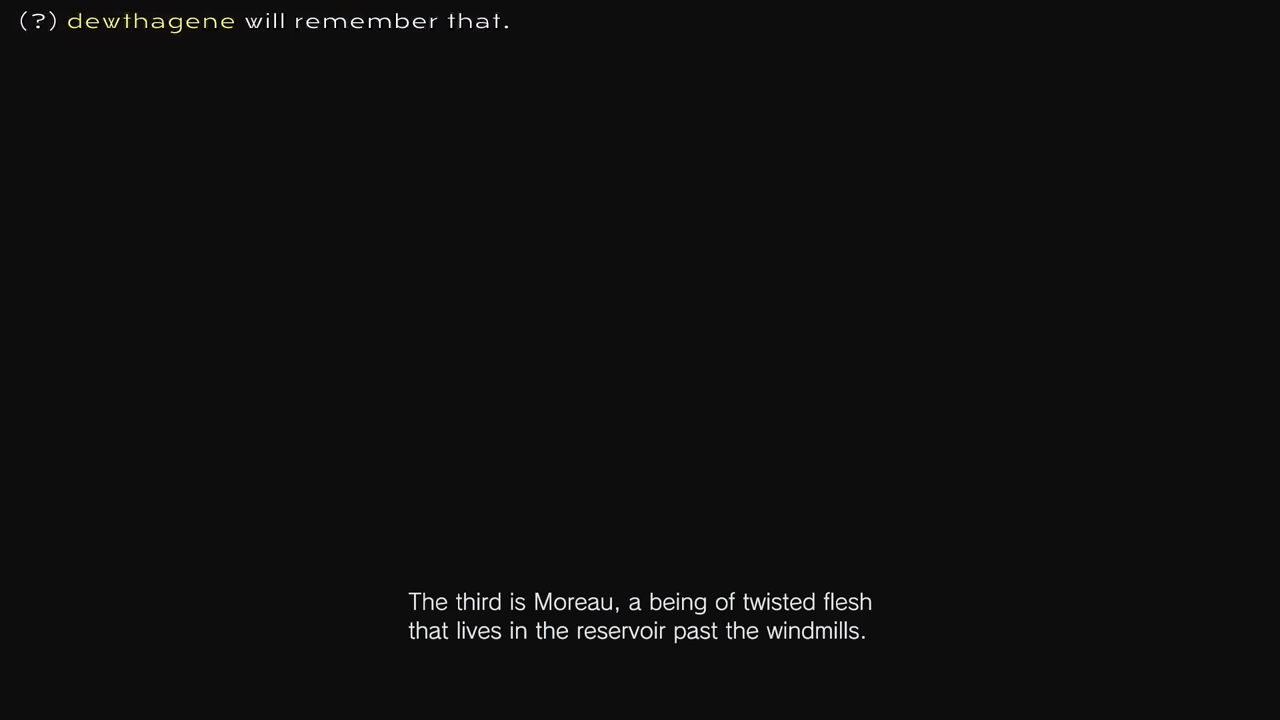 (?) dewthagene will remember that.
The third is Moreau, a being of twisted flesh
that lives in the reservoir past the windmills.